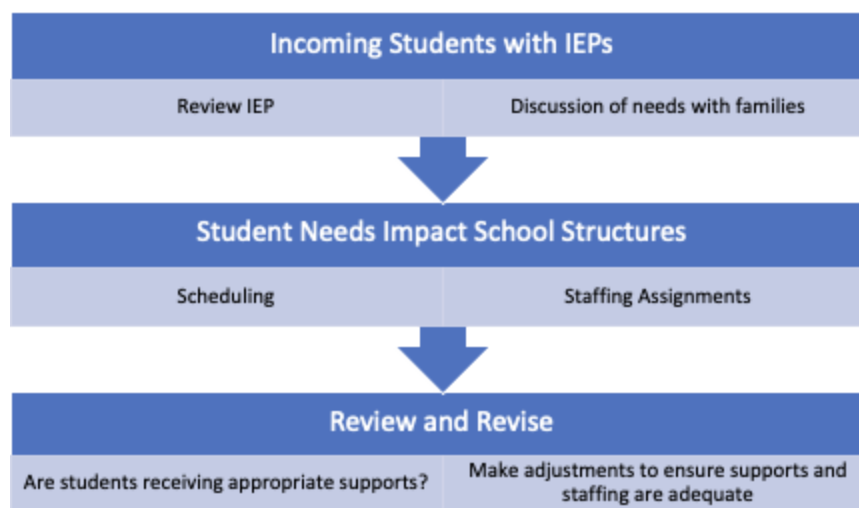 Incoming Students with IEPs
Review IEP
Discussion of needs with families
Student Needs Impact School Structures
Scheduling
Staffing Assignments
Review and Revise
Are students receiving appropriate supports?
Make adjustments to ensure supports and
staffing are adequate